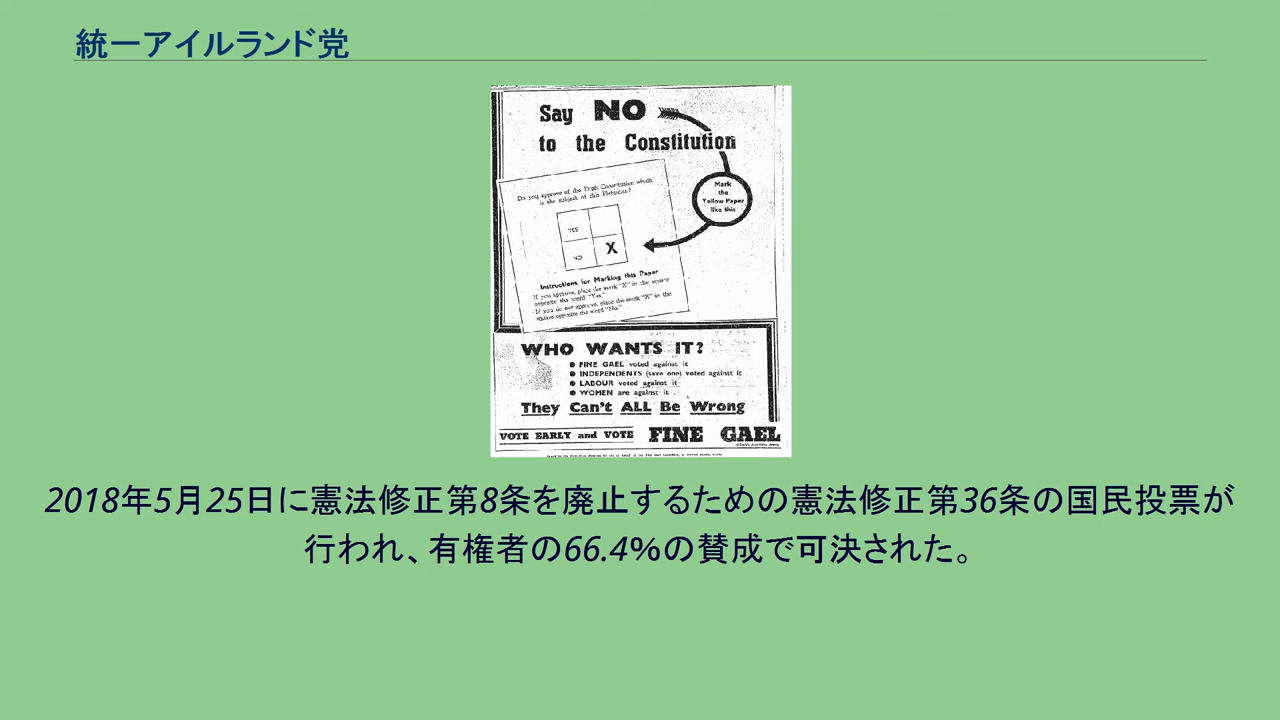 統一アイルランド党
Say NO
to the Constitution
Mark
the
Yellow Paper
like this
Do you approve of the Draft Constitution which
is the subject of this Plebiscite?
YES
NO
X
Instructions for Marking this Paper
If you approve, place the mark "X" in the square
opposite the word "Yes."
If you do not approve, place the mark "X" in the
square opposite the word "No."
WHO WANTS IT?
● FINE GAEL voted against it
● INDEPENDENTS (save one) voted against it
● LABOUR voted against it
● WOMEN are against it
They Can't ALL Be Wrong
VOTE EARLY and VOTE FINE GAEL
2018年5月25日に憲法修正第8条を廃止するための憲法修正第36条の国民投票が
行われ、有権者の66.4%の賛成で可決された。